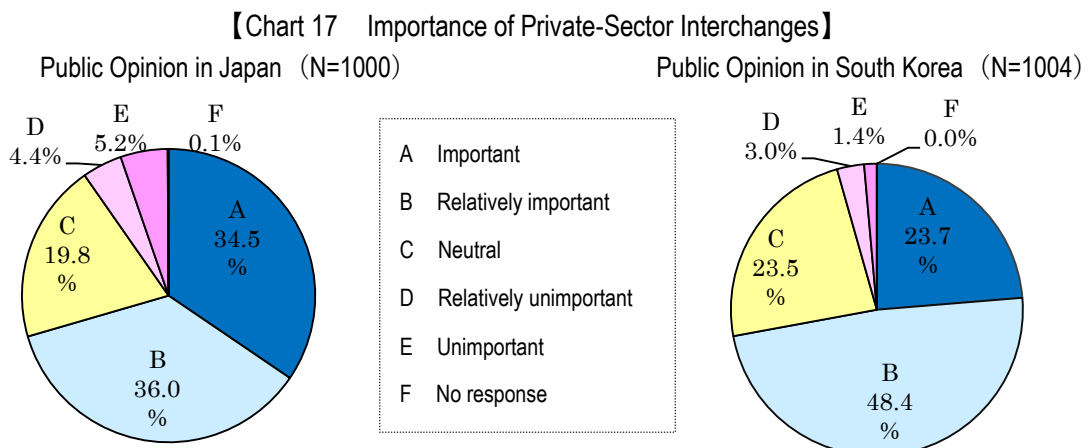 【Chart 17 Importance of Private-Sector Interchanges】
Public Opinion in Japan （N=1000）
D
4.4%
E
5.2%
F
0.1%
A
34.5
%
C
19.8
%
B
36.0
%
A Important
B Relatively important
C Neutral
D Relatively unimportant
E Unimportant
F No response
Public Opinion in South Korea （N=1004）
D
3.0%
E
1.4%
F
0.0%
A
23.7
%
C
23.5
%
B
48.4
%